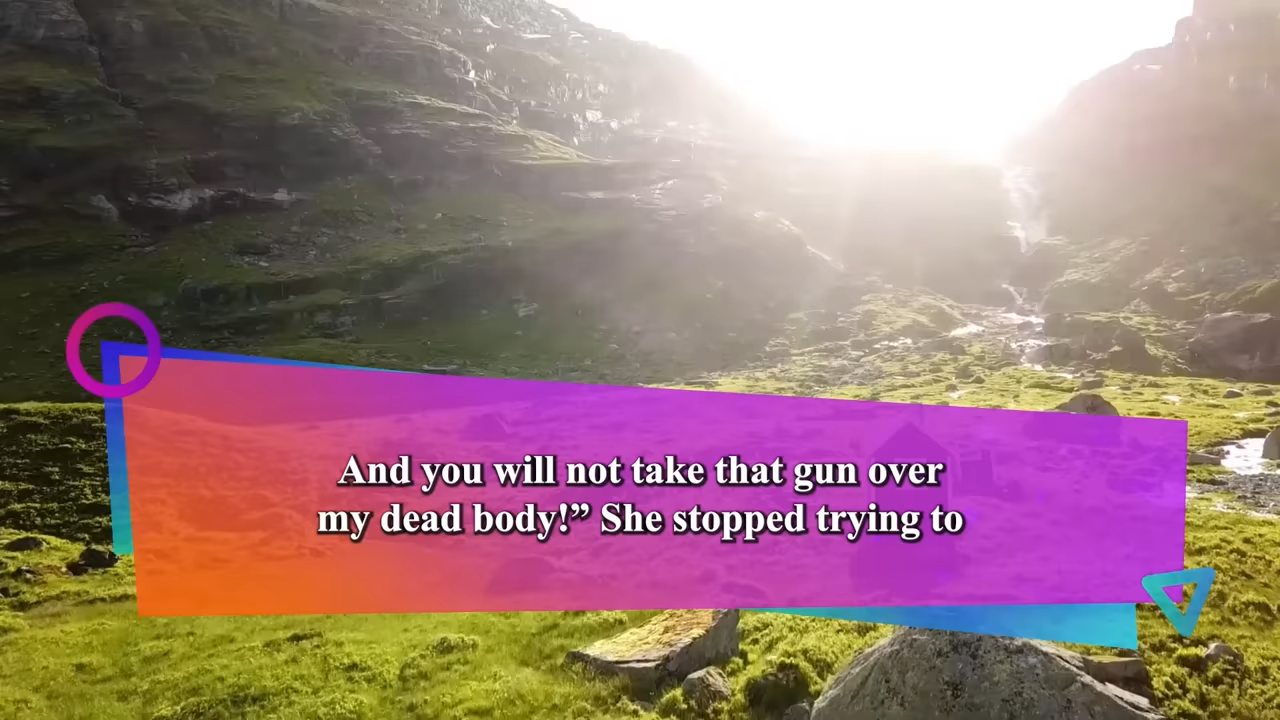 And you will not take that gun over
my dead body!” She stopped trying to